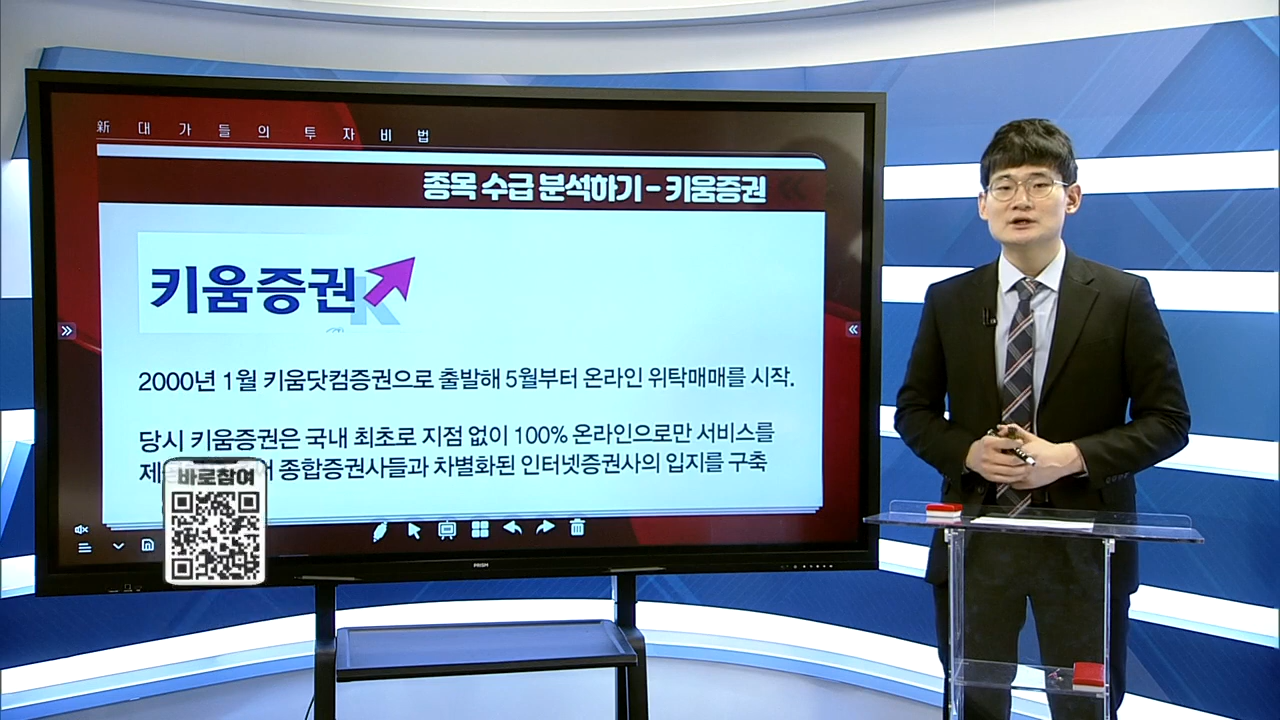 新 대 가 들 의 투 자 비 법
종목 수급 분석하기 - 키움증권
키움증권
2000년 1월 키움닷컴증권으로 출발해 5월부터 온라인 위탁매매를 시작.
당시 키움증권은 국내 최초로 지점 없이 100% 온라인으로만 서비스를
종합증권사들과 차별화된 인터넷증권사의 입지를 구축
바로참여
PRISM